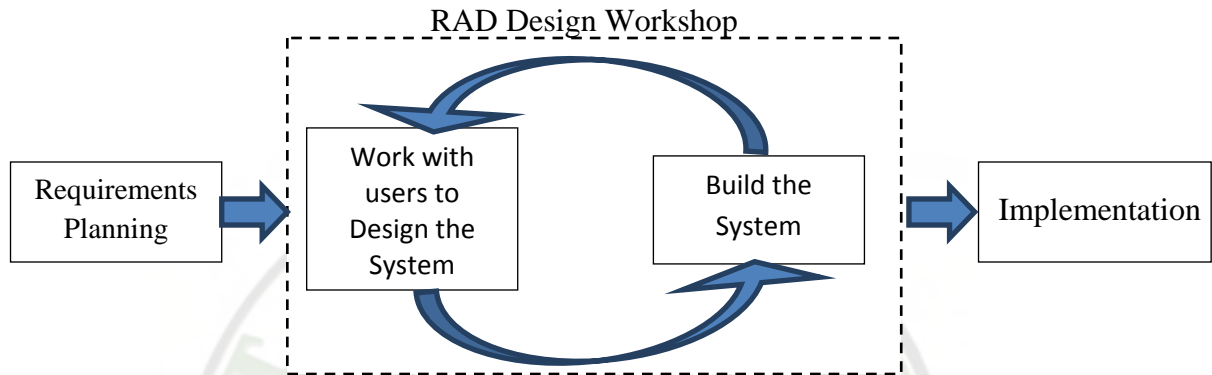 RAD Design Workshop
Requirements
Planning
Work with
users to
Design the
System
Build the
System
Implementation